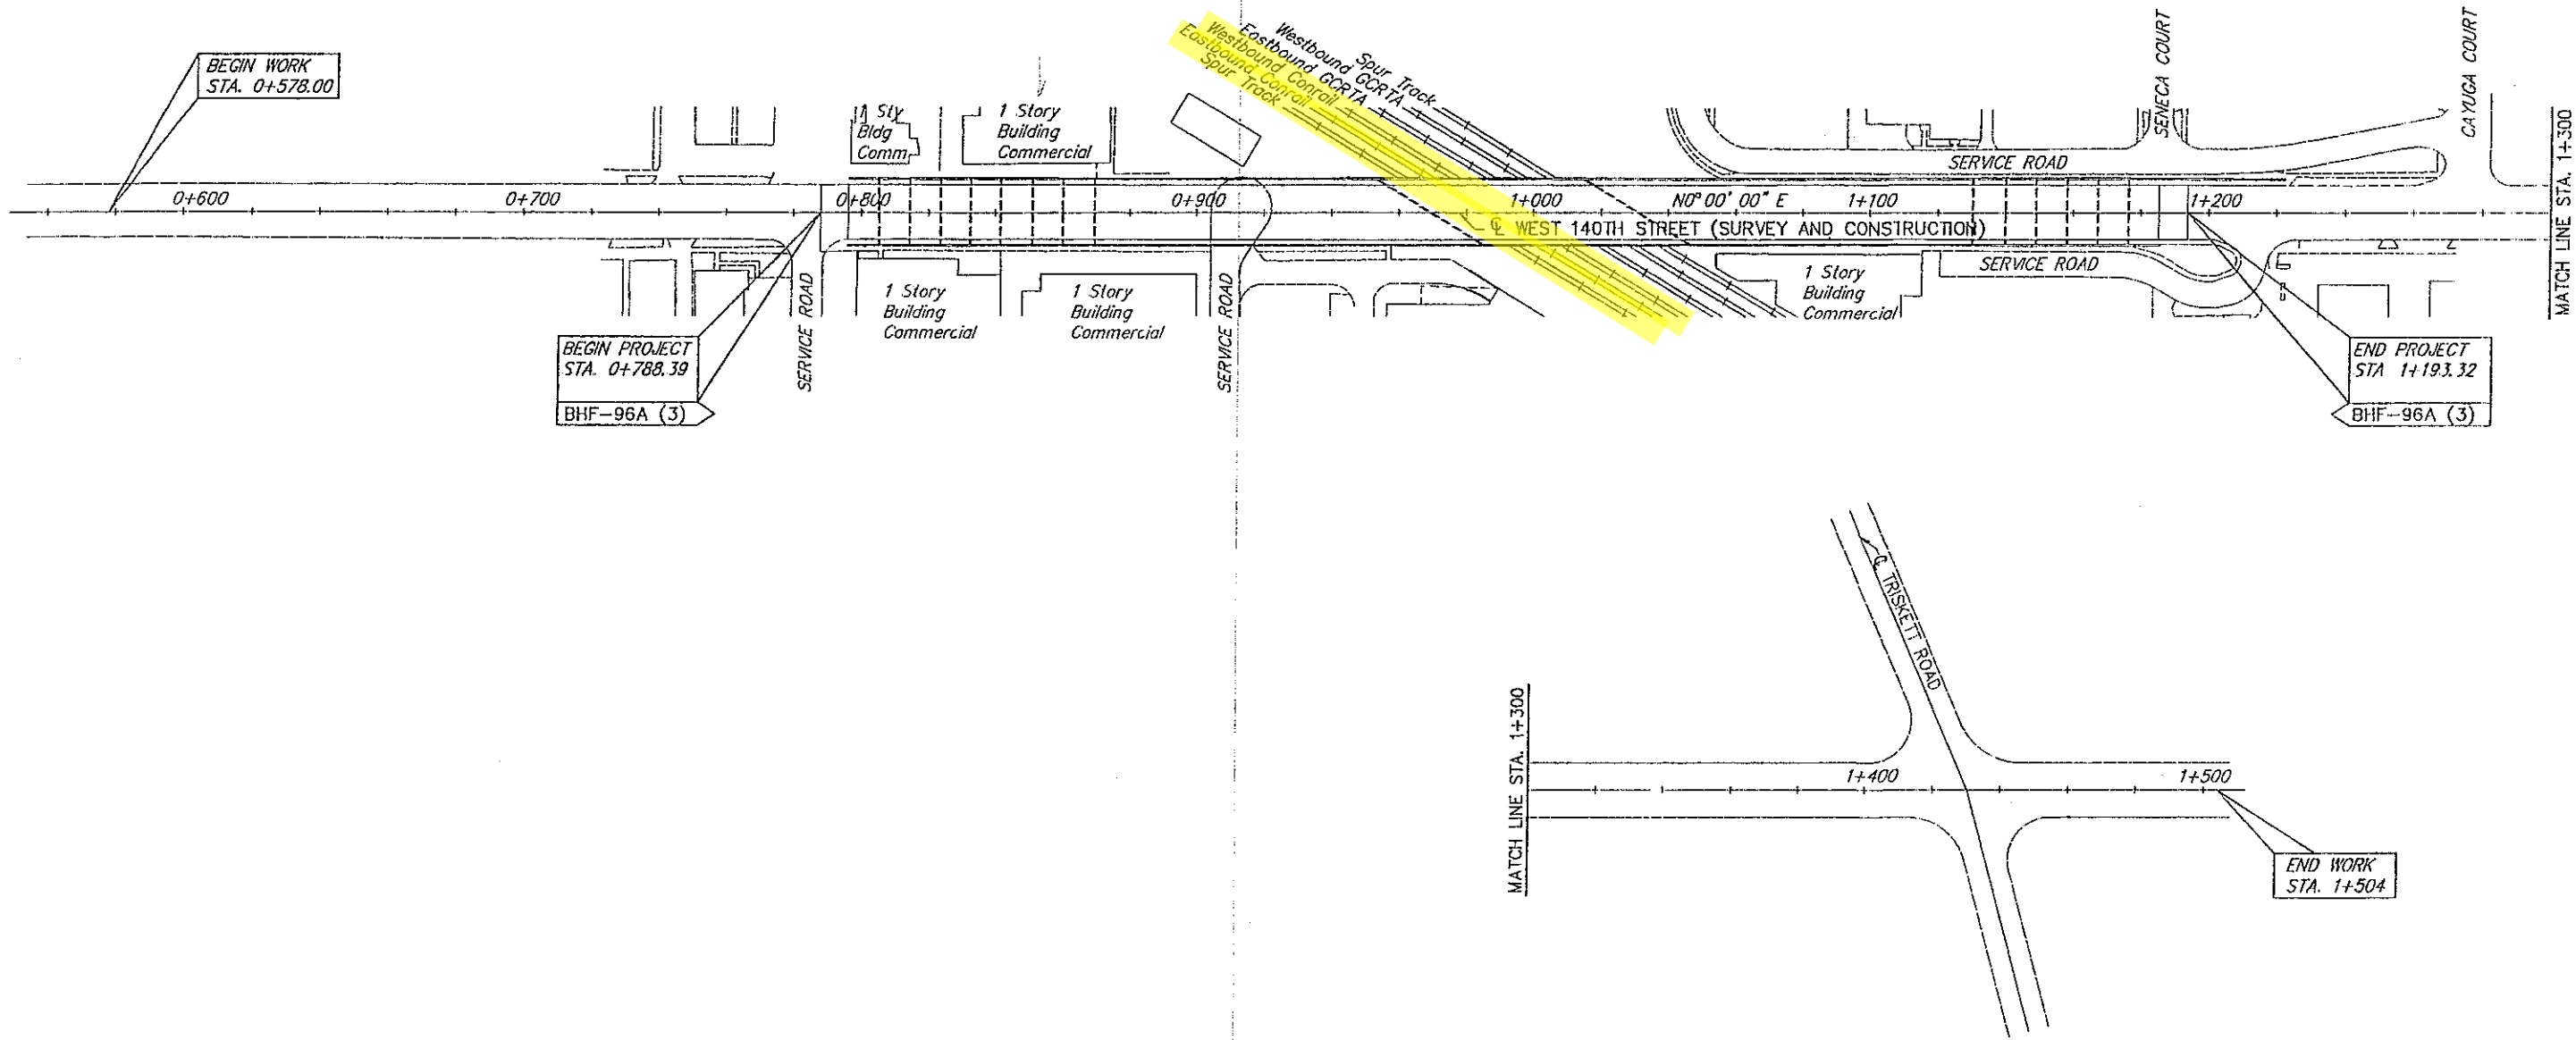 BEGIN WORK
STA. 0+578.00
Westbound Conrail
Eastbound Conrail
Spur Track
Eastbound GCRTA
Westbound GCRTA
Spur Track
SENECA COURT
CAYUGA COURT
MATCH LINE STA. 1+300
1 Sty
Bldg
Comm.
1 Story
Building
Commercial
SERVICE ROAD
0+600
0+700
0+800
0+900
1+000
N0° 00' 00" E
1+100
1+200
℄ WEST 140TH STREET (SURVEY AND CONSTRUCTION)
SERVICE ROAD
1 Story
Building
Commercial
1 Story
Building
Commercial
1 Story
Building
Commercial
SERVICE ROAD
SERVICE ROAD
BEGIN PROJECT
STA. 0+788.39
BHF-96A (3)
END PROJECT
STA 1+193.32
BHF-96A (3)
℄ TRISKETT ROAD
MATCH LINE STA. 1+300
1+400
1+500
END WORK
STA. 1+504